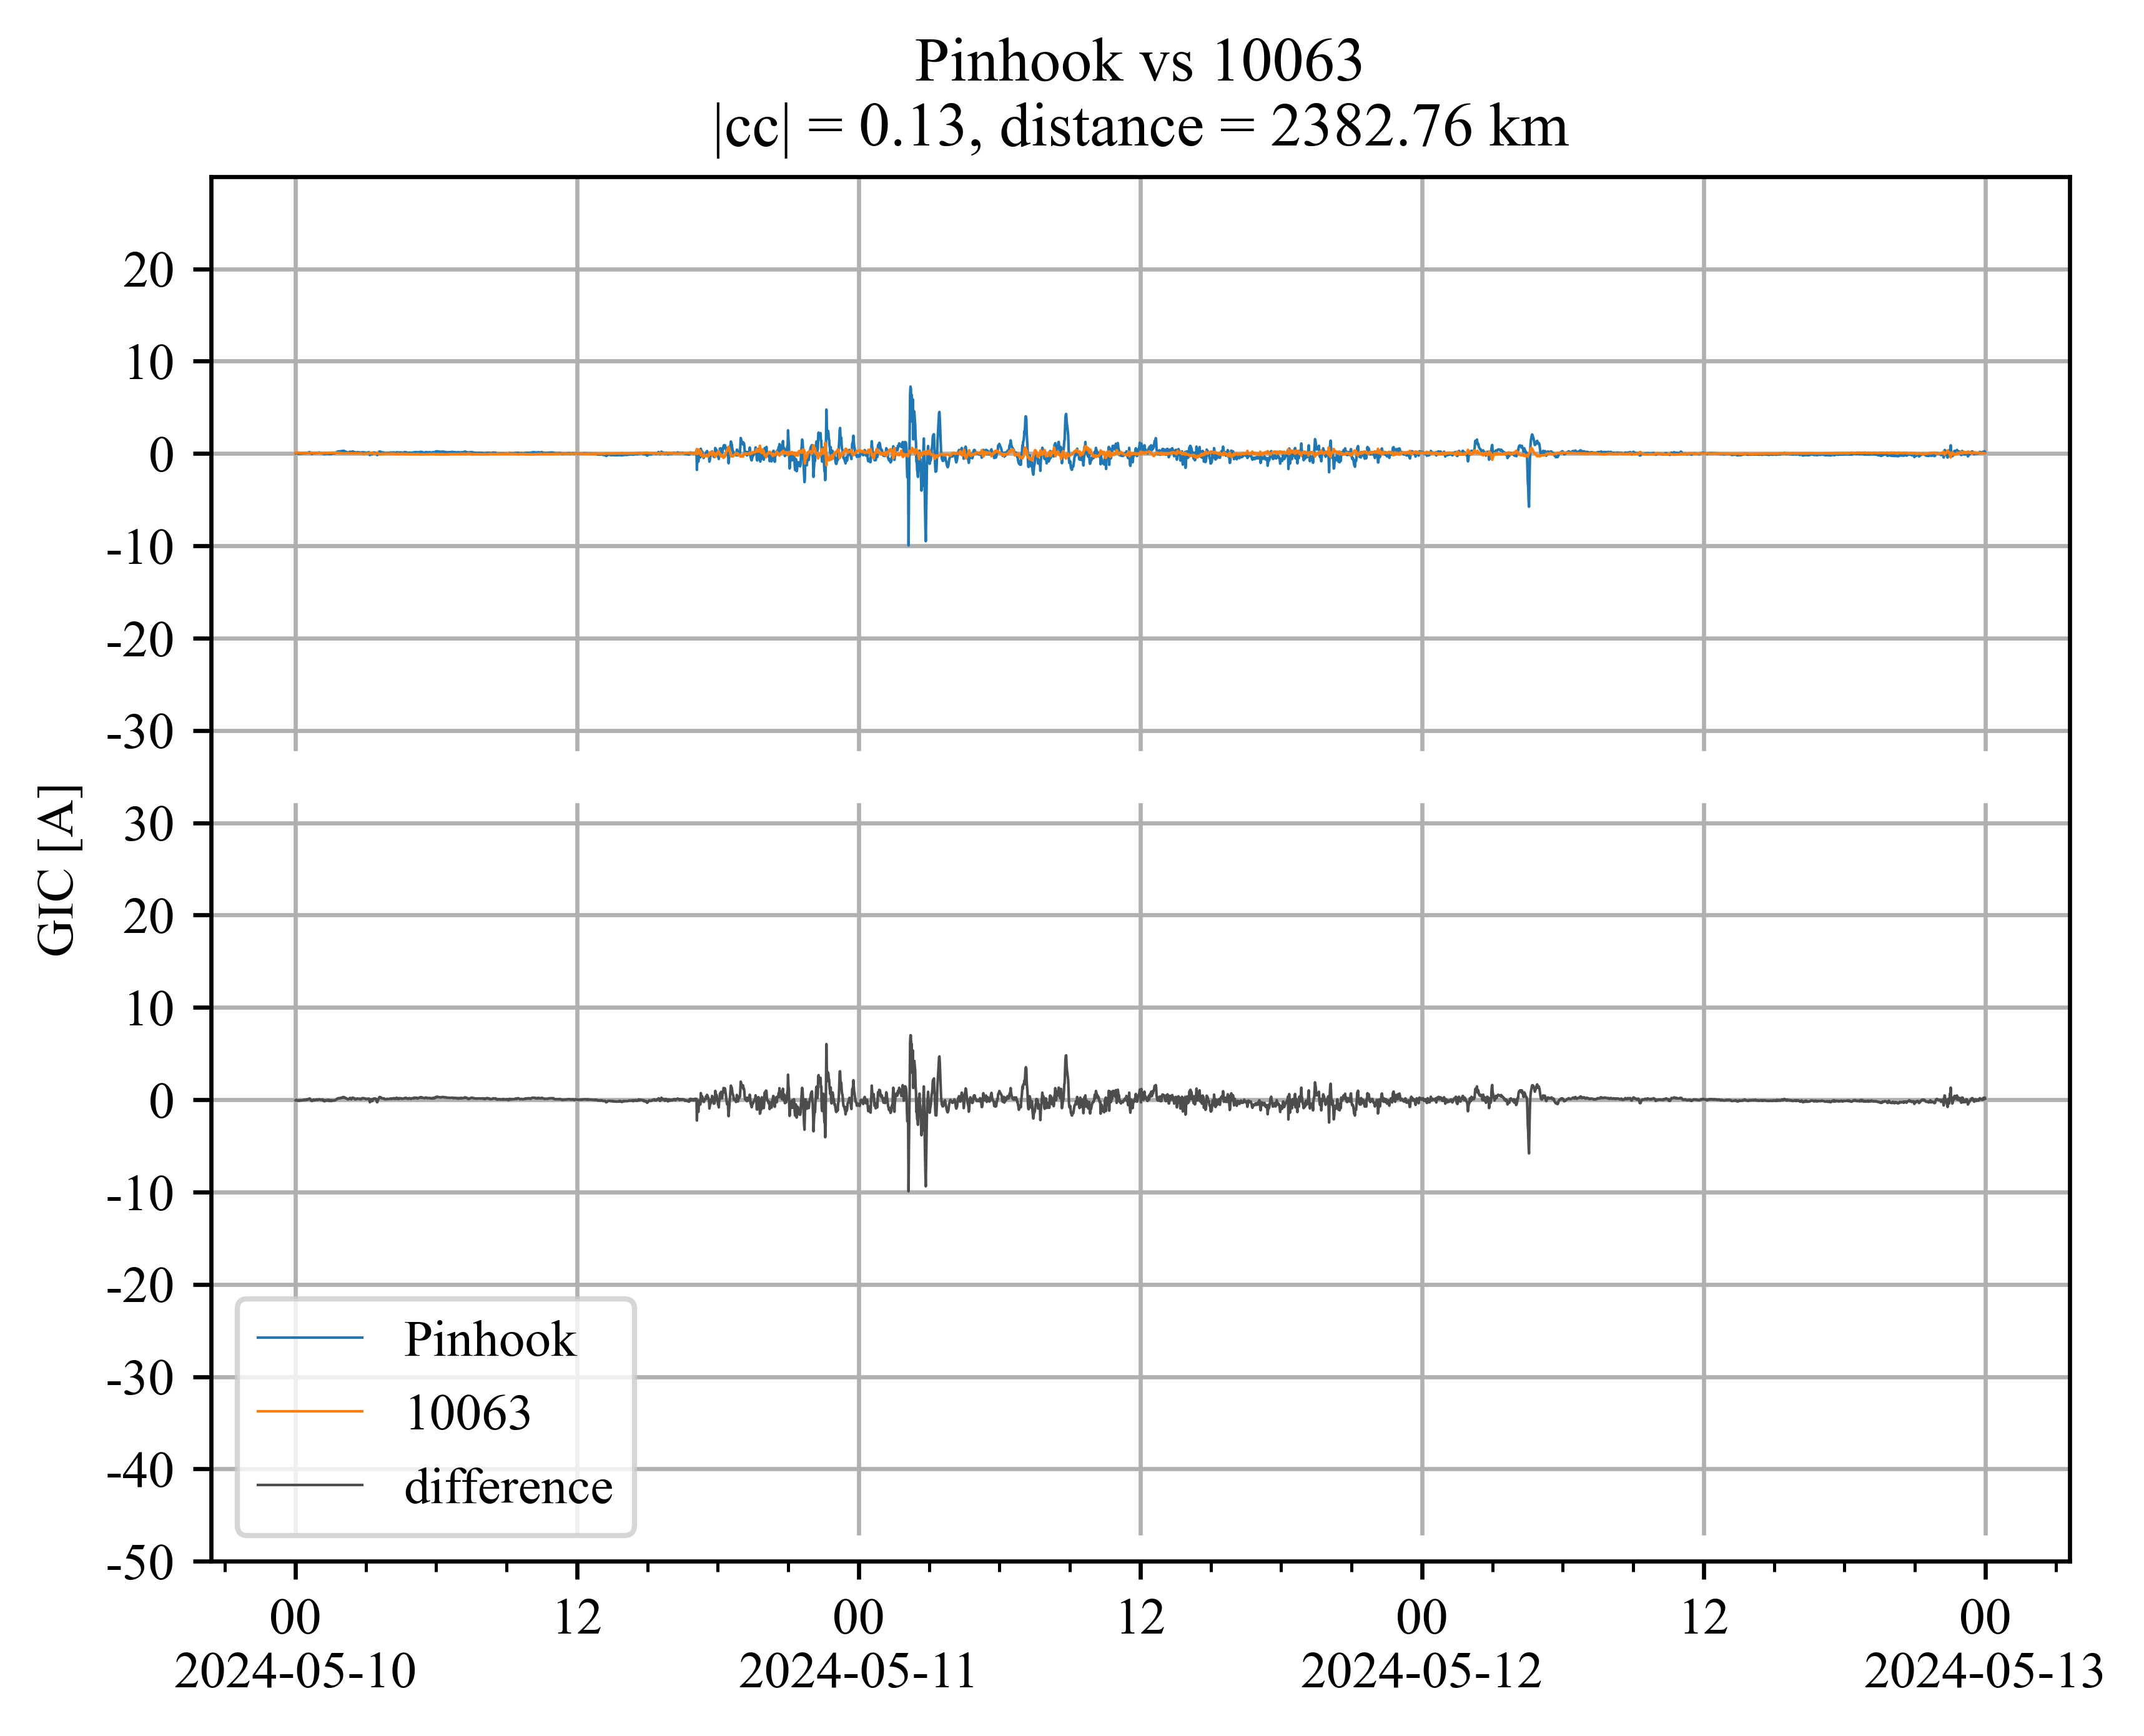 Pinhook vs 10063
|cc| = 0.13, distance = 2382.76 km
20
10
0
-10
-20
-30
30
20
10
0
-10
-20
-30
-40
-50
GIC [A]
Pinhook
10063
difference
00 12 00 12 00 12 00
2024-05-10 2024-05-11 2024-05-12 2024-05-13